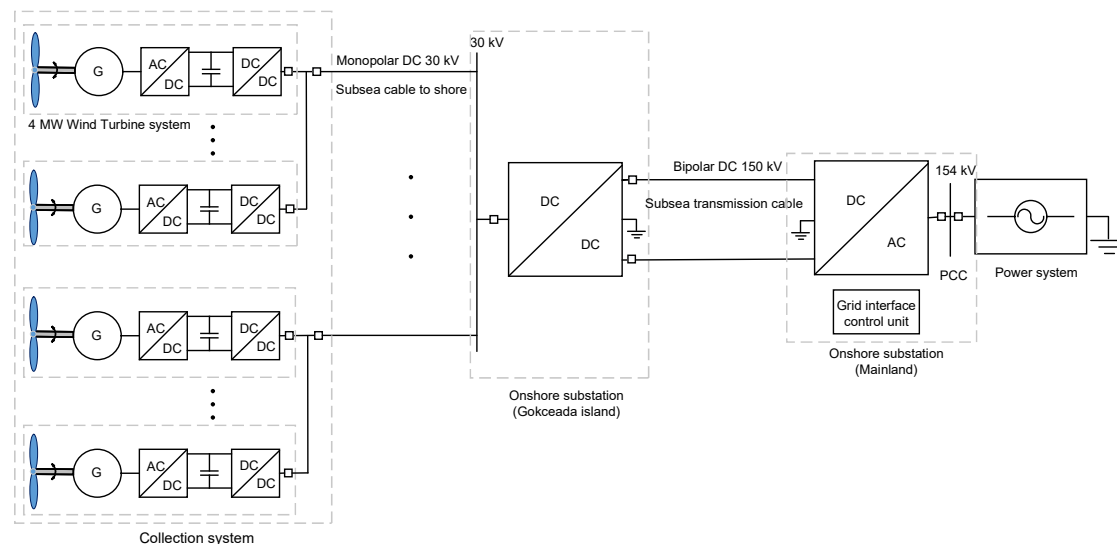 30 kV
G
AC
DC
DC
DC
Monopolar DC 30 kV
Subsea cable to shore
4 MW Wind Turbine system
G
AC
DC
DC
DC
DC
DC
Bipolar DC 150 kV
Subsea transmission cable
DC
AC
154 kV
PCC
Power system
Grid interface
control unit
Onshore substation
(Mainland)
G
AC
DC
DC
DC
Onshore substation
(Gokceada island)
G
AC
DC
DC
DC
Collection system